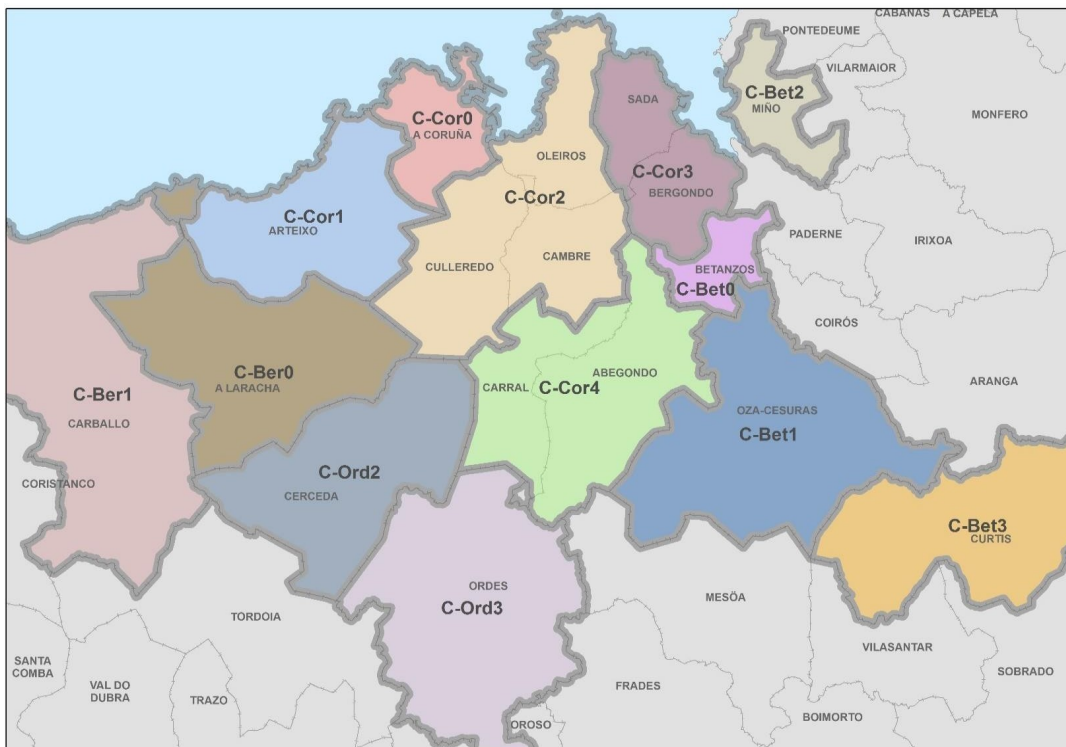 CABANAS
A CAPELA
PONTEDEUME
VILARMAIOR
C-Bet2
MIÑO
SADA
MONFERO
C-Cor0
A CORUÑA
OLEIROS
C-Cor3
BERGONDO
C-Cor2
C-Cor1
ARTEIXO
PADERNE
IRIXOA
CULLEREDO
CAMBRE
BETANZOS
C-Bet0
COIRÓS
C-Ber0
A LARACHA
CARRAL
ABEGONDO
C-Cor4
ARANGA
C-Ber1
CARBALLO
OZA-CESURAS
C-Bet1
C-Ord2
CERCEDA
CORISTANCO
C-Bet3
CURTIS
ORDES
C-Ord3
MESÖA
TORDOIA
VILASANTAR
SANTA
COMBA
VAL DO
DUBRA
TRAZO
FRADES
SOBRADO
OROSO
BOIMORTO